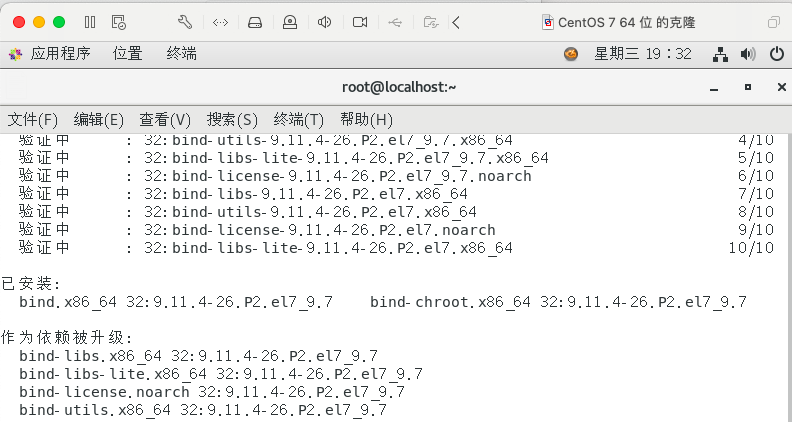 CentOS 7 64 位 的克隆
应用程序 位置 终端 星期三 19：32
root@localhost:~
文件(F) 编辑(E) 查看(V) 搜索(S) 终端(T) 帮助(H)
验证中 : 32:bind-utils-9.11.4-26.P2.el7_9.7.x86_64 4/10
验证中 : 32:bind-libs-lite-9.11.4-26.P2.el7_9.7.x86_64 5/10
验证中 : 32:bind-license-9.11.4-26.P2.el7_9.7.noarch 6/10
验证中 : 32:bind-libs-9.11.4-26.P2.el7.x86_64 7/10
验证中 : 32:bind-utils-9.11.4-26.P2.el7.x86_64 8/10
验证中 : 32:bind-license-9.11.4-26.P2.el7.noarch 9/10
验证中 : 32:bind-libs-lite-9.11.4-26.P2.el7.x86_64 10/10
已安装:
bind.x86_64 32:9.11.4-26.P2.el7_9.7 bind-chroot.x86_64 32:9.11.4-26.P2.el7_9.7
作为依赖被升级:
bind-libs.x86_64 32:9.11.4-26.P2.el7_9.7
bind-libs-lite.x86_64 32:9.11.4-26.P2.el7_9.7
bind-license.noarch 32:9.11.4-26.P2.el7_9.7
bind-utils.x86_64 32:9.11.4-26.P2.el7_9.7